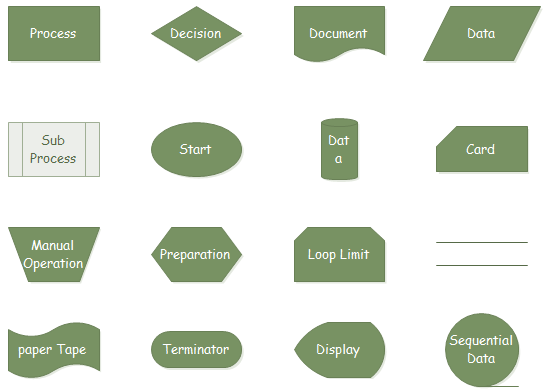 Process
Decision
Document
Data
Sub
Process
Start
Dat
a
Card
Manual
Operation
Preparation
Loop Limit
paper Tape
Terminator
Display
Sequential
Data